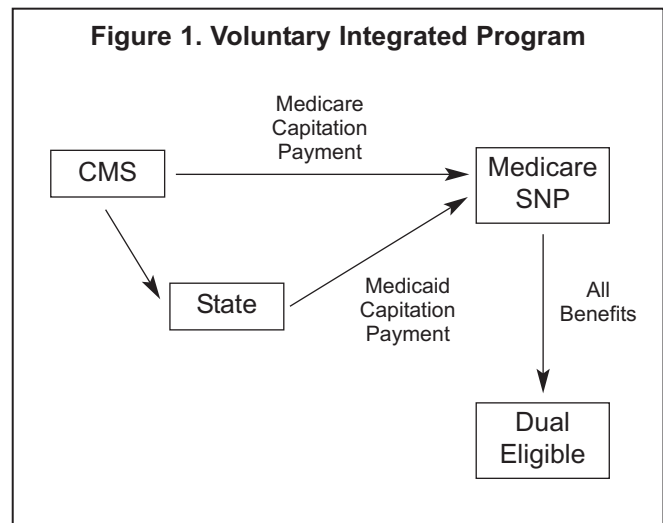 Figure 1. Voluntary Integrated Program
Medicare
Capitation
Payment
CMS
Medicare
SNP
State
Medicaid
Capitation
Payment
All
Benefits
Dual
Eligible